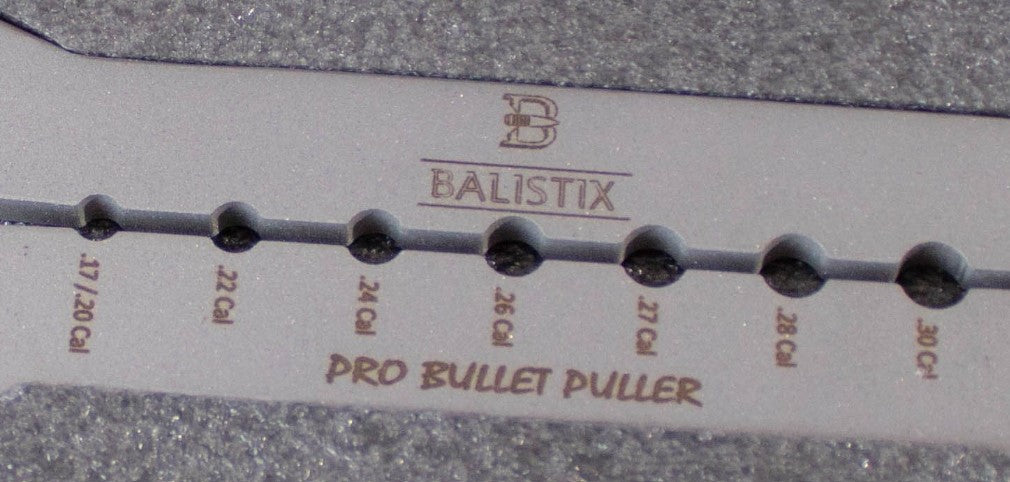 B
BALISTIX
.17/.20 Cal
.22 Cal
.24 Cal
.26 Cal
.27 Cal
.28 Cal
.30 Cal
PRO BULLET PULLER